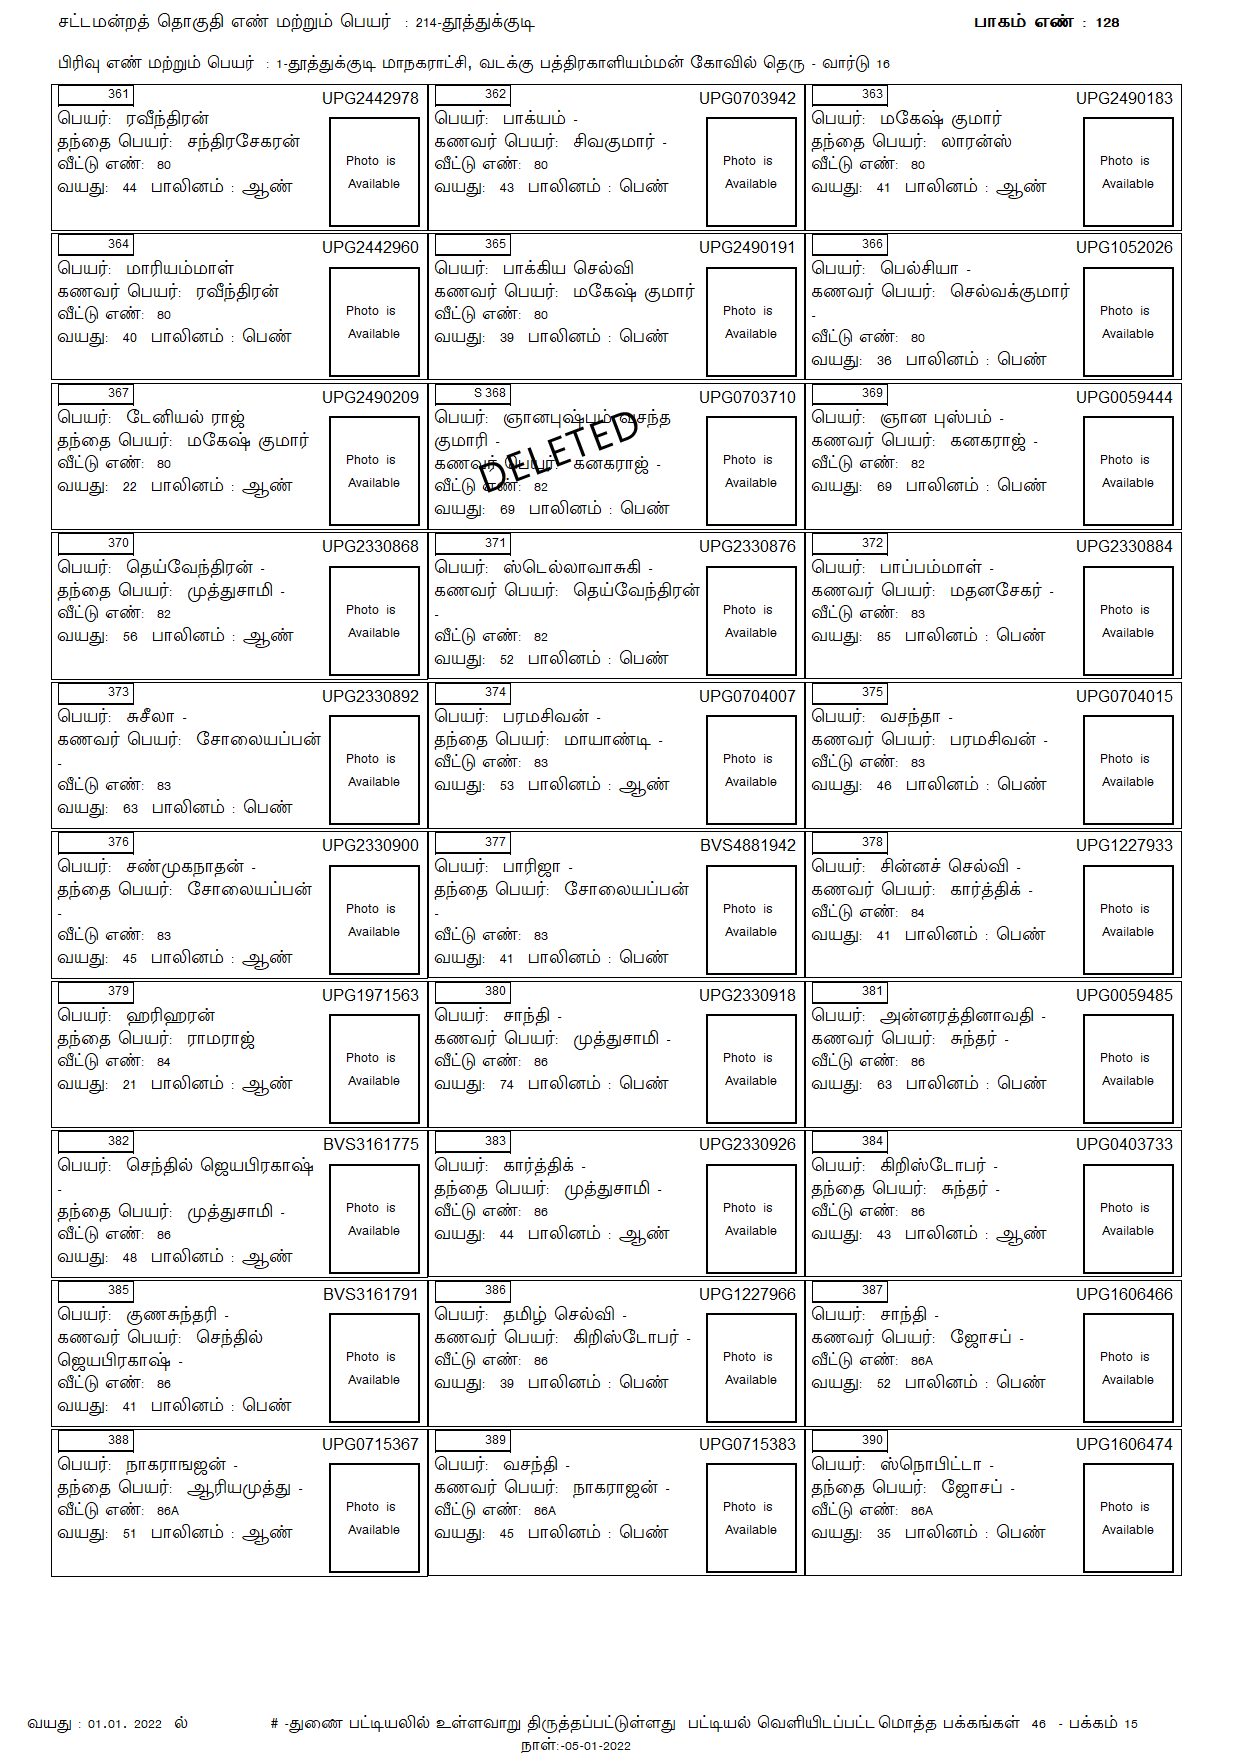 சட்டமன்றத் தொகுதி எண் மற்றும் பெயர் : 214-தூத்துக்குடி பாகம் எண் : 128
பிரிவு எண் மற்றும் பெயர் : 1-தூத்துக்குடி மாநகராட்சி, வடக்கு பத்திரகாளியம்மன் கோவில் தெரு - வார்டு 16
361 UPG2442978
பெயர்: ரவீந்திரன்
தந்தை பெயர்: சந்திரசேகரன்
வீட்டு எண்: 80
வயது: 44 பாலினம் : ஆண்
Photo is
Available
362 UPG0703942
பெயர்: பாக்யம் -
கணவர் பெயர்: சிவகுமார் -
வீட்டு எண்: 80
வயது: 43 பாலினம் : பெண்
Photo is
Available
363 UPG2490183
பெயர்: மகேஷ் குமார்
தந்தை பெயர்: லாரன்ஸ்
வீட்டு எண்: 80
வயது: 41 பாலினம் : ஆண்
Photo is
Available
364 UPG2442960
பெயர்: மாரியம்மாள்
கணவர் பெயர்: ரவீந்திரன்
வீட்டு எண்: 80
வயது: 40 பாலினம் : பெண்
Photo is
Available
365 UPG2490191
பெயர்: பாக்கிய செல்வி
கணவர் பெயர்: மகேஷ் குமார்
வீட்டு எண்: 80
வயது: 39 பாலினம் : பெண்
Photo is
Available
366 UPG1052026
பெயர்: பெல்சியா -
கணவர் பெயர்: செல்வக்குமார்
-
வீட்டு எண்: 80
வயது: 36 பாலினம் : பெண்
Photo is
Available
367 UPG2490209
பெயர்: டேனியல் ராஜ்
தந்தை பெயர்: மகேஷ் குமார்
வீட்டு எண்: 80
வயது: 22 பாலினம் : ஆண்
Photo is
Available
S 368 UPG0703710
பெயர்: ஞானபுஷ்பம் வசந்த
குமாரி -
கணவர் பெயர்: கனகராஜ் -
வீட்டு எண்: 82
வயது: 69 பாலினம் : பெண்
DELETED
Photo is
Available
369 UPG0059444
பெயர்: ஞான புஸ்பம் -
கணவர் பெயர்: கனகராஜ் -
வீட்டு எண்: 82
வயது: 69 பாலினம் : பெண்
Photo is
Available
370 UPG2330868
பெயர்: தெய்வேந்திரன் -
தந்தை பெயர்: முத்துசாமி -
வீட்டு எண்: 82
வயது: 56 பாலினம் : ஆண்
Photo is
Available
371 UPG2330876
பெயர்: ஸ்டெல்லாவாசுகி -
கணவர் பெயர்: தெய்வேந்திரன்
-
வீட்டு எண்: 82
வயது: 52 பாலினம் : பெண்
Photo is
Available
372 UPG2330884
பெயர்: பாப்பம்மாள் -
கணவர் பெயர்: மதனசேகர் -
வீட்டு எண்: 83
வயது: 85 பாலினம் : பெண்
Photo is
Available
373 UPG2330892
பெயர்: சுசீலா -
கணவர் பெயர்: சோலையப்பன்
-
வீட்டு எண்: 83
வயது: 63 பாலினம் : பெண்
Photo is
Available
374 UPG0704007
பெயர்: பரமசிவன் -
தந்தை பெயர்: மாயாண்டி -
வீட்டு எண்: 83
வயது: 53 பாலினம் : ஆண்
Photo is
Available
375 UPG0704015
பெயர்: வசந்தா -
கணவர் பெயர்: பரமசிவன் -
வீட்டு எண்: 83
வயது: 46 பாலினம் : பெண்
Photo is
Available
376 UPG2330900
பெயர்: சண்முகநாதன் -
தந்தை பெயர்: சோலையப்பன்
-
வீட்டு எண்: 83
வயது: 45 பாலினம் : ஆண்
Photo is
Available
377 BVS4881942
பெயர்: பாரிஜா -
தந்தை பெயர்: சோலையப்பன்
-
வீட்டு எண்: 83
வயது: 41 பாலினம் : பெண்
Photo is
Available
378 UPG1227933
பெயர்: சின்னச் செல்வி -
கணவர் பெயர்: கார்த்திக் -
வீட்டு எண்: 84
வயது: 41 பாலினம் : பெண்
Photo is
Available
379 UPG1971563
பெயர்: ஹரிஹரன்
தந்தை பெயர்: ராமராஜ்
வீட்டு எண்: 84
வயது: 21 பாலினம் : ஆண்
Photo is
Available
380 UPG2330918
பெயர்: சாந்தி -
கணவர் பெயர்: முத்துசாமி -
வீட்டு எண்: 86
வயது: 74 பாலினம் : பெண்
Photo is
Available
381 UPG0059485
பெயர்: அன்னரத்தினாவதி -
கணவர் பெயர்: சுந்தர் -
வீட்டு எண்: 86
வயது: 63 பாலினம் : பெண்
Photo is
Available
382 BVS3161775
பெயர்: செந்தில் ஜெயபிரகாஷ்
-
தந்தை பெயர்: முத்துசாமி -
வீட்டு எண்: 86
வயது: 48 பாலினம் : ஆண்
Photo is
Available
383 UPG2330926
பெயர்: கார்த்திக் -
தந்தை பெயர்: முத்துசாமி -
வீட்டு எண்: 86
வயது: 44 பாலினம் : ஆண்
Photo is
Available
384 UPG0403733
பெயர்: கிறிஸ்டோபர் -
தந்தை பெயர்: சுந்தர் -
வீட்டு எண்: 86
வயது: 43 பாலினம் : ஆண்
Photo is
Available
385 BVS3161791
பெயர்: குணசுந்தரி -
கணவர் பெயர்: செந்தில்
ஜெயபிரகாஷ் -
வீட்டு எண்: 86
வயது: 41 பாலினம் : பெண்
Photo is
Available
386 UPG1227966
பெயர்: தமிழ் செல்வி -
கணவர் பெயர்: கிறிஸ்டோபர் -
வீட்டு எண்: 86
வயது: 39 பாலினம் : பெண்
Photo is
Available
387 UPG1606466
பெயர்: சாந்தி -
கணவர் பெயர்: ஜோசப் -
வீட்டு எண்: 86A
வயது: 52 பாலினம் : பெண்
Photo is
Available
388 UPG0715367
பெயர்: நாகராஙஜன் -
தந்தை பெயர்: ஆரியமுத்து -
வீட்டு எண்: 86A
வயது: 51 பாலினம் : ஆண்
Photo is
Available
389 UPG0715383
பெயர்: வசந்தி -
கணவர் பெயர்: நாகராஜன் -
வீட்டு எண்: 86A
வயது: 45 பாலினம் : பெண்
Photo is
Available
390 UPG1606474
பெயர்: ஸ்நொபிட்டா -
தந்தை பெயர்: ஜோசப் -
வீட்டு எண்: 86A
வயது: 35 பாலினம் : பெண்
Photo is
Available
வயது : 01.01. 2022 ல் # -துணை பட்டியலில் உள்ளவாறு திருத்தப்பட்டுள்ளது பட்டியல் வெளியிடப்பட்ட மொத்த பக்கங்கள் 46 - பக்கம் 15
நாள்:-05-01-2022